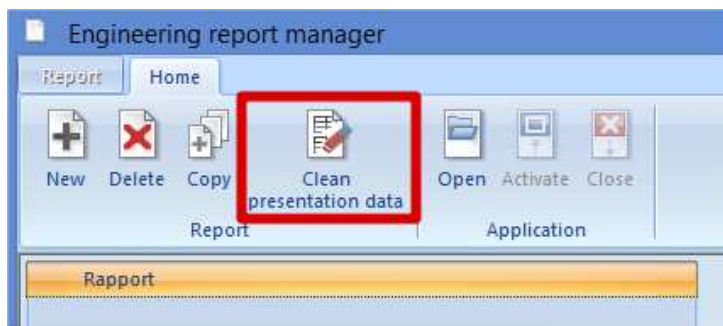 Engineering report manager
Report Home
New Delete Copy Clean presentation data Open Activate Close
Report Application
Rapport